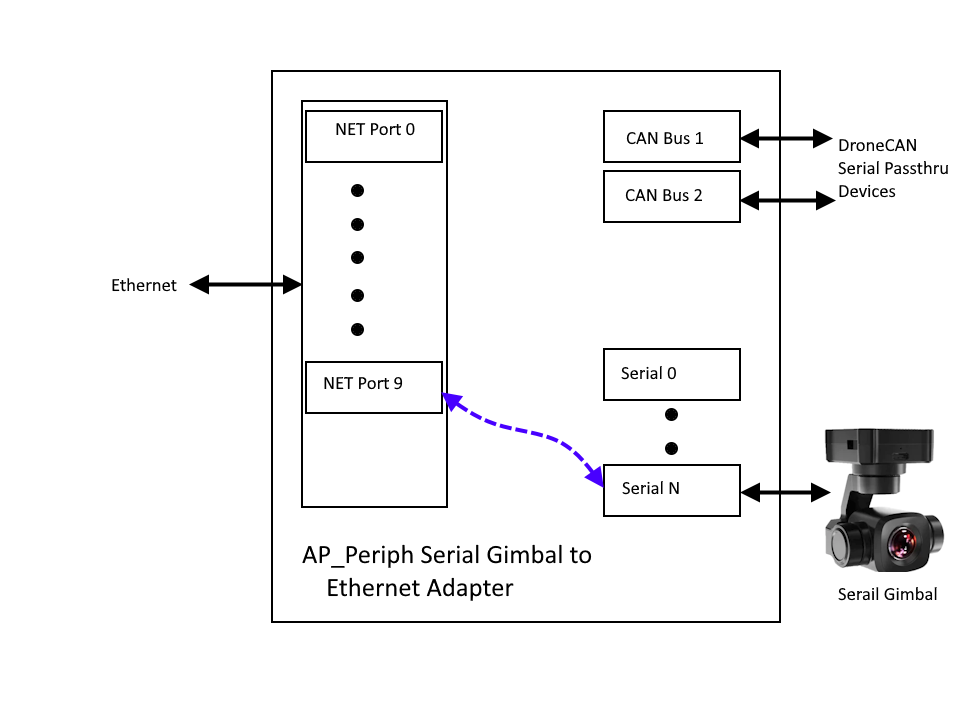 NET Port 0
CAN Bus 1
DroneCAN
Serial Passthru
Devices
CAN Bus 2
Ethernet
NET Port 9
Serial 0
Serial N
AP_Periph Serial Gimbal to
Ethernet Adapter
Serail Gimbal